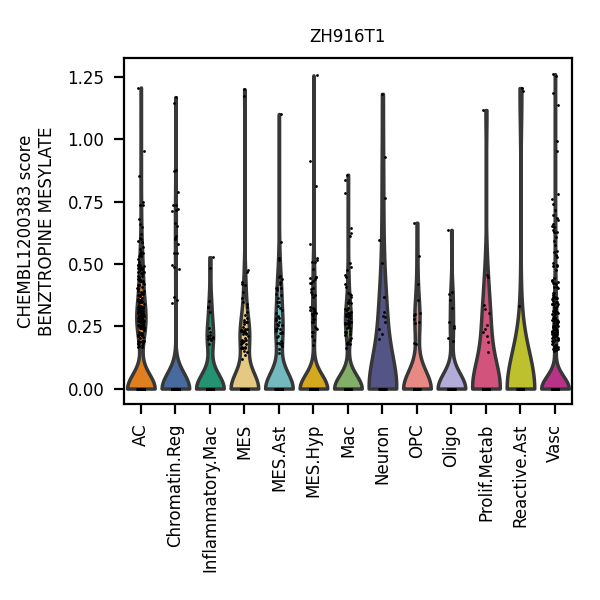 ZH916T1
CHEMBL1200383 score
BENZTROPINE MESYLATE
1.25
1.00
0.75
0.50
0.25
0.00
AC
Chromatin.Reg
Inflammatory.Mac
MES
MES.Ast
MES.Hyp
Mac
Neuron
OPC
Oligo
Prolif.Metab
Reactive.Ast
Vasc